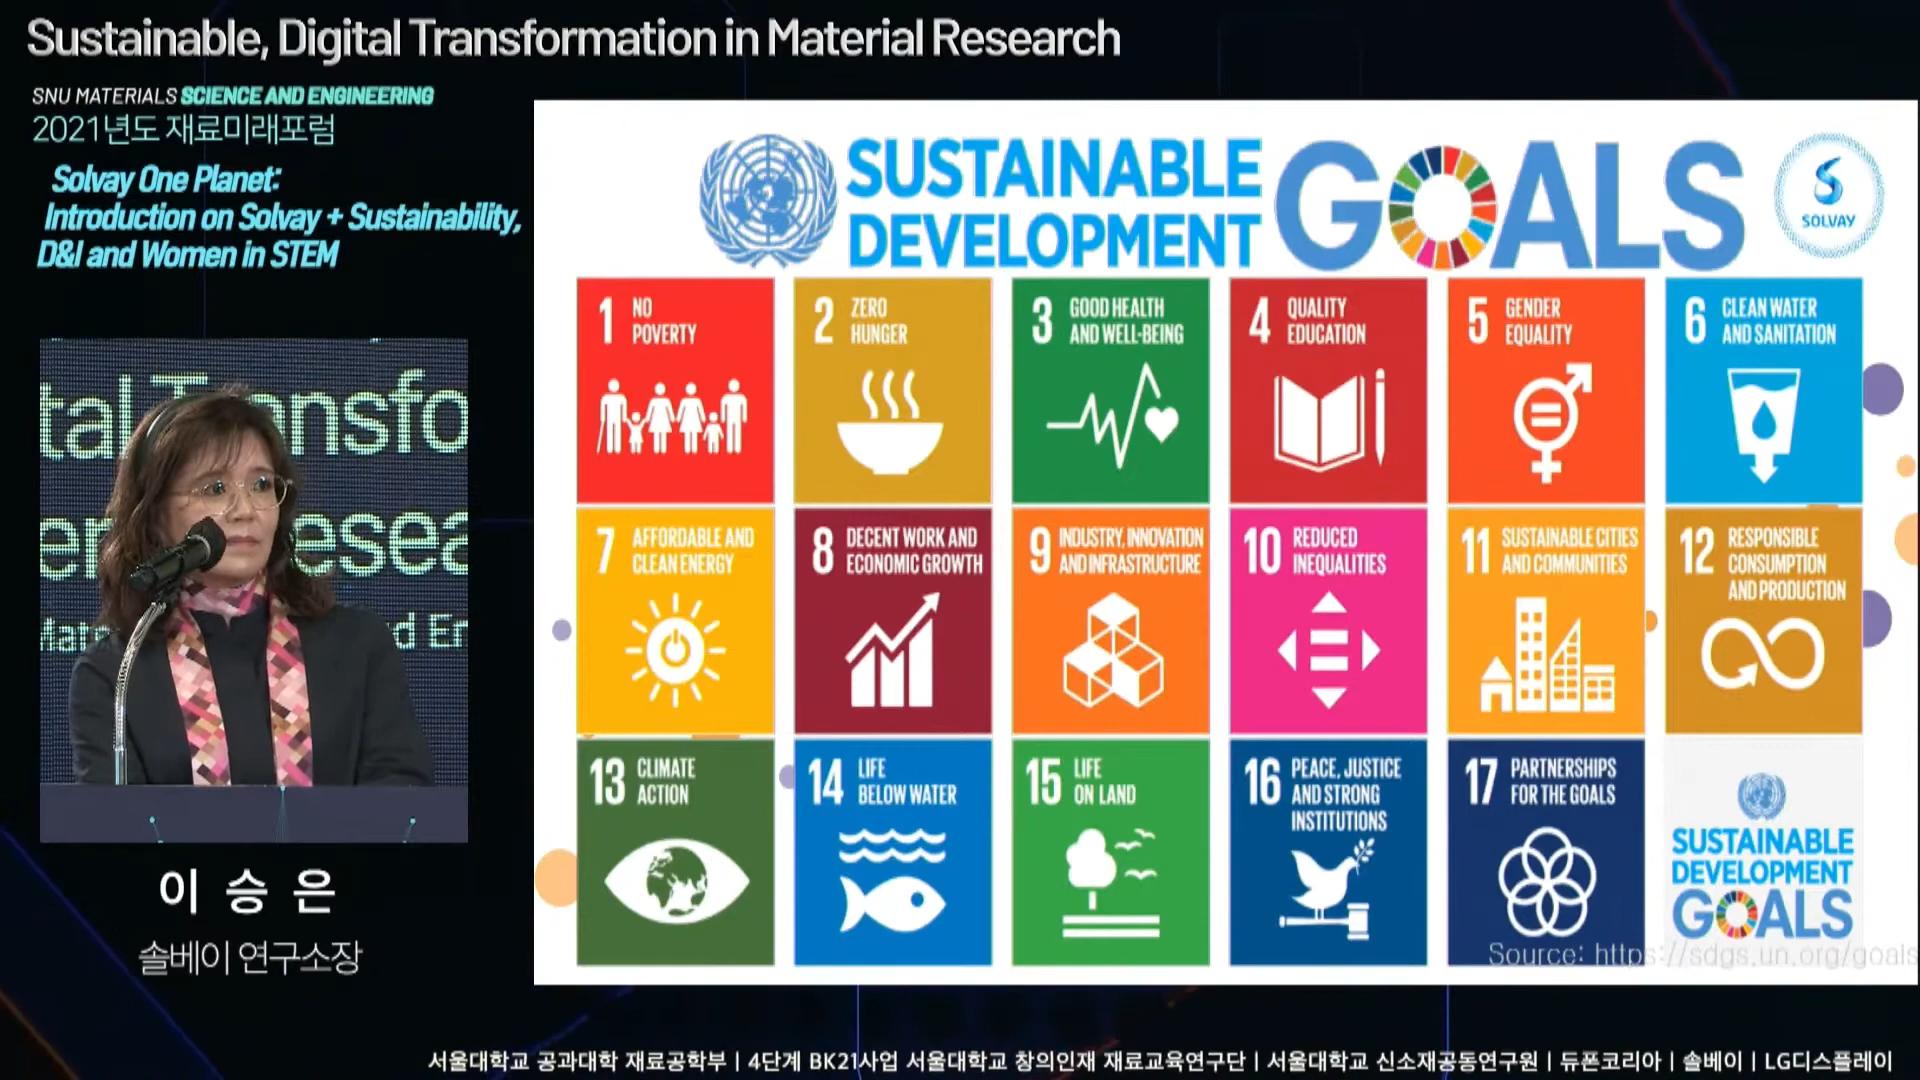 Sustainable, Digital Transformation in Material Research
SNU MATERIALS SCIENCE AND ENGINEERING
2021년도 재료미래포럼
Solvay One Planet:
Introduction on Solvay + Sustainability,
D&I and Women in STEM
tal Transfo
er esea
Mate d En
이 승 은
솔베이 연구소장
SUSTAINABLE
DEVELOPMENT
GOALS
SOLVAY
1 NO
POVERTY
2 ZERO
HUNGER
3 GOOD HEALTH
AND WELL-BEING
4 QUALITY
EDUCATION
5 GENDER
EQUALITY
6 CLEAN WATER
AND SANITATION
7 AFFORDABLE AND
CLEAN ENERGY
8 DECENT WORK AND
ECONOMIC GROWTH
9 INDUSTRY, INNOVATION
AND INFRASTRUCTURE
10 REDUCED
INEQUALITIES
11 SUSTAINABLE CITIES
AND COMMUNITIES
12 RESPONSIBLE
CONSUMPTION
AND PRODUCTION
13 CLIMATE
ACTION
14 LIFE
BELOW WATER
15 LIFE
ON LAND
16 PEACE, JUSTICE
AND STRONG
INSTITUTIONS
17 PARTNERSHIPS
FOR THE GOALS
SUSTAINABLE
DEVELOPMENT
GOALS
Source: https://sdgs.un.org/goals
서울대학교 공과대학 재료공학부 | 4단계 BK21사업 서울대학교 창의인재 재료교육연구단 | 서울대학교 신소재공동연구원 | 듀폰코리아 | 솔베이 | LG디스플레이